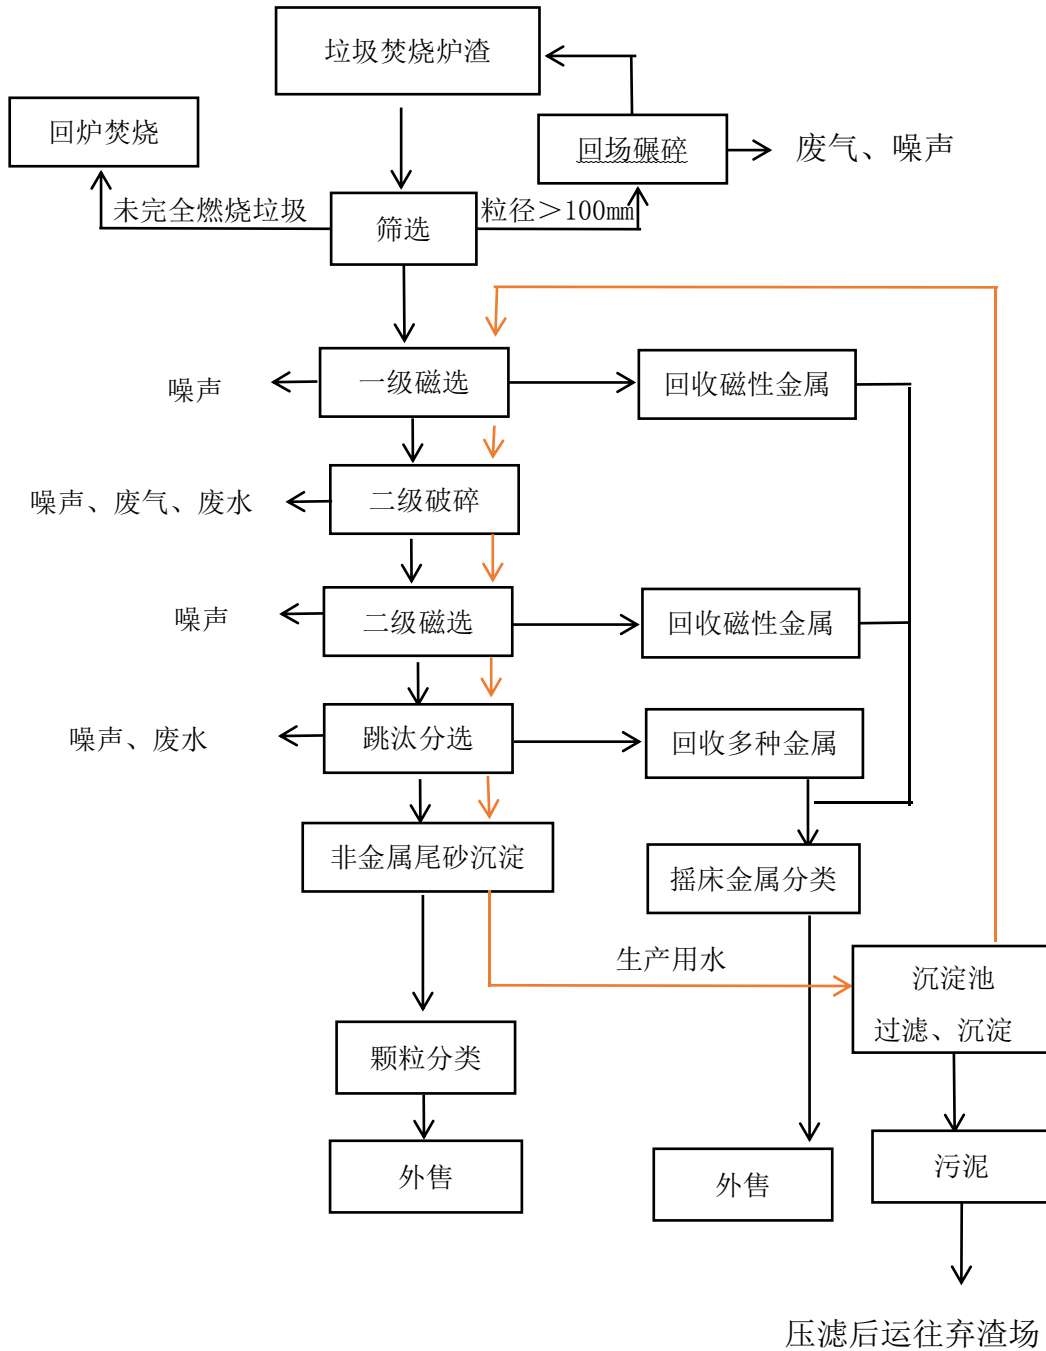 垃圾焚烧炉渣
回炉焚烧
回场碾碎
废气、噪声
未完全燃烧垃圾
筛选
粒径＞100mm
噪声
一级磁选
回收磁性金属
噪声、废气、废水
二级破碎
噪声
二级磁选
回收磁性金属
噪声、废水
跳汰分选
回收多种金属
非金属尾砂沉淀
摇床金属分类
生产用水
沉淀池
过滤、沉淀
颗粒分类
污泥
外售
外售
压滤后运往弃渣场